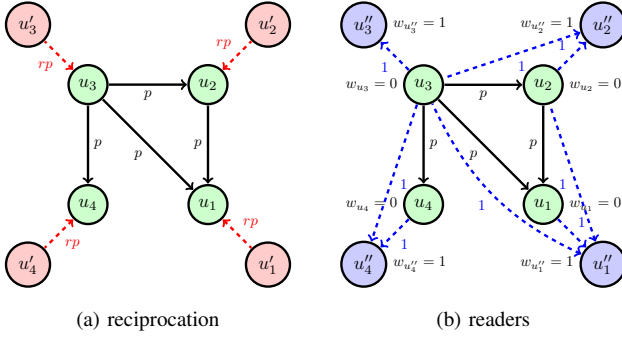 u′₃
u′₂
rp
rp
u₃
p
u₂
p
p
p
u₄
u₁
rp
rp
u′₄
u′₁
(a) reciprocation
u″₃
w_{u″₃} = 1
w_{u″₂} = 1
u″₂
1
1
1
w_{u₃} = 0
u₃
p
u₂
w_{u₂} = 0
p
p
p
w_{u₄} = 0
1
u₄
1
1
u₁
1
w_{u₁} = 0
1
1
u″₄
w_{u″₄} = 1
w_{u″₁} = 1
u″₁
(b) readers